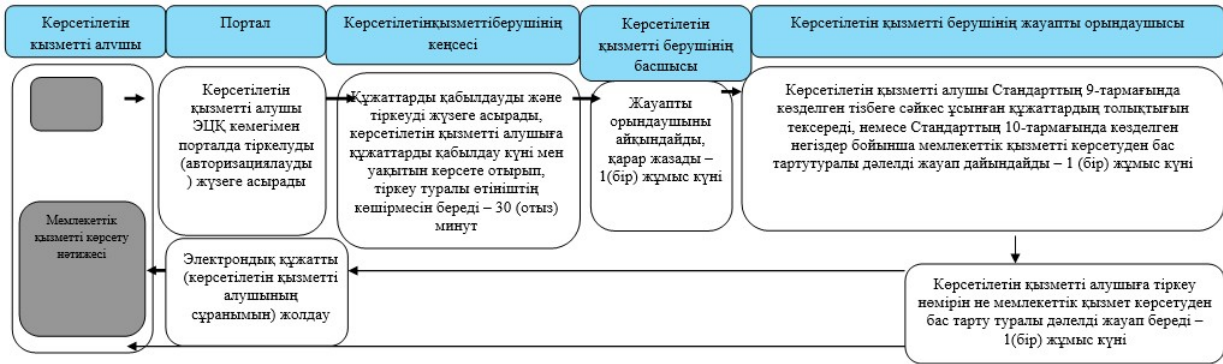 Көрсетілетін
қызметті алушы
Портал
Көрсетілетінқызметтіберушінің
кеңсесі
Көрсетілетін
қызметті берушінің
басшысы
Көрсетілетін қызметті берушінің жауапты орындаушысы
Көрсетілетін
қызметті алушы
ЭЦҚ көмегімен
порталда тіркелуды
(авторизациялауды
) жүзеге асырады
Құжаттарды қабылдауды және
тіркеуді жүзеге асырады,
көрсетілетін қызметті алушыға
құжаттарды қабылдау күні мен
уақытын көрсете отырып,
тіркеу туралы өтініштің
көшірмесін береді – 30 (отыз)
минут
Жауапты
орындаушыны
айқындайды,
қарар жазады –
1(бір) жұмыс күні
Көрсетілетін қызметті алушы Стандарттың 9-тармағында
көзделген тізбеге сәйкес ұсынған құжаттардың толықтығын
тексереді, немесе Стандарттың 10-тармағында көзделген
негіздер бойынша мемлекеттік қызметті көрсетуден бас
тартутуралы дәлелді жауап дайындайды – 1 (бір) жұмыс күні
Мемлекеттік
қызметті көрсету
нәтижесі
Электрондық құжатты
(көрсетілетін қызметті
алушының
сұранымын) жолдау
Көрсетілетін қызметті алушыға тіркеу
нөмірін не мемлекеттік қызмет көрсетуден
бас тарту туралы дәлелді жауап береді –
1(бір) жұмыс күні